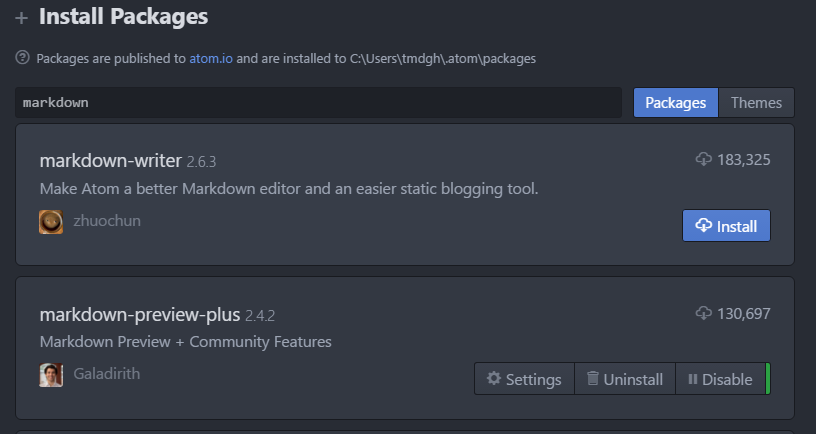 Install Packages
Packages are published to atom.io and are installed to C:\Users\tmdgh\.atom\packages
markdown
Packages Themes
markdown-writer 2.6.3
183,325
Make Atom a better Markdown editor and an easier static blogging tool.
zhuochun
Install
markdown-preview-plus 2.4.2
130,697
Markdown Preview + Community Features
Galadirith
Settings Uninstall Disable